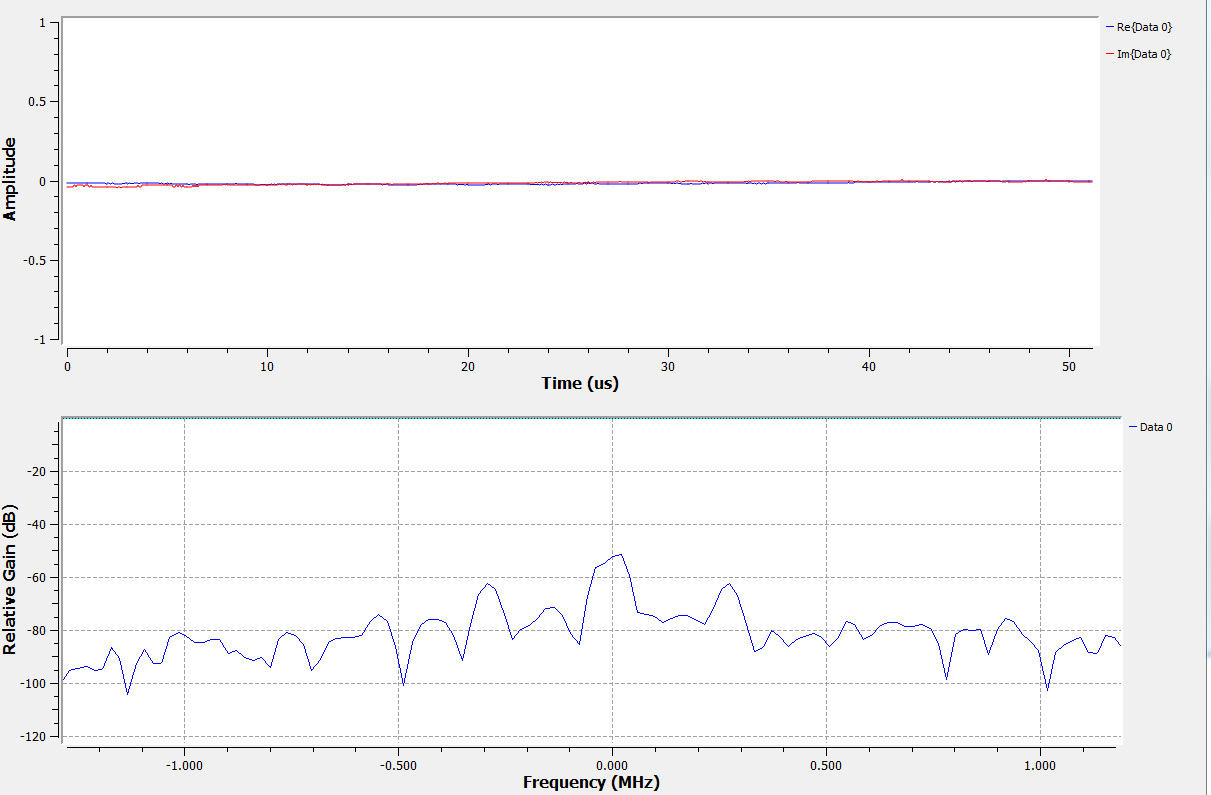 1
0.5
0
-0.5
-1
Amplitude
0 10 20 30 40 50
Time (us)
Re{Data 0}
Im{Data 0}
-20
-40
-60
-80
-100
-120
Relative Gain (dB)
-1.000 -0.500 0.000 0.500 1.000
Frequency (MHz)
Data 0